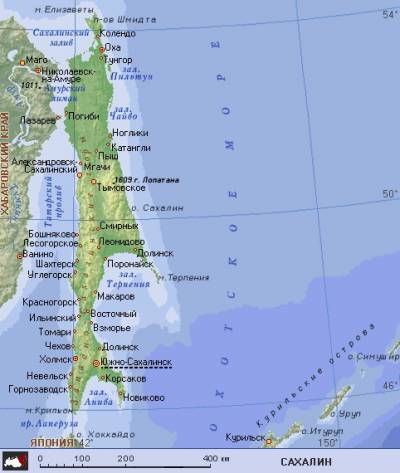 м. Елизаветы
п-ов Шмидта
54°
Сахалинский
залив
Колендо
Оха
Тунгор
Маго
Николаевск-
на-Амуре
зал.
Пильтун
1811
Амурский
лиман
зал.
Чайво
Лазарев
Погиби
Ноглики
Катангли
Александровск-
Сахалинский
Пыш
Мгачи
1609 г. Лопатина
Тымовское
ХАБАРОВСКИЙ КРАЙ
Татарский
пролив
о. Сахалин
50°
ОХОТСКОЕ МОРЕ
Смирных
Бошняково
Лесогорское
Леонидово
Долинск
Ванино
Шахтерск
Поронайск
Углегорск
зал.
Терпения
м. Терпения
Красногорск
Макаров
Ильинский
Восточный
Взморье
Томари
Чехов
Долинск
Холмск
Южно-Сахалинск
Невельск
Корсаков
Горнозаводск
зал.
Анива
Новиково
м. Крильон
пр. Лаперуза
о. Хоккайдо
ЯПОНИЯ
142°
Курильские острова
о. Симушир
46°
о. Уруп
о. Итуруп
Курильск
150°
0 100 200 400 км
САХАЛИН